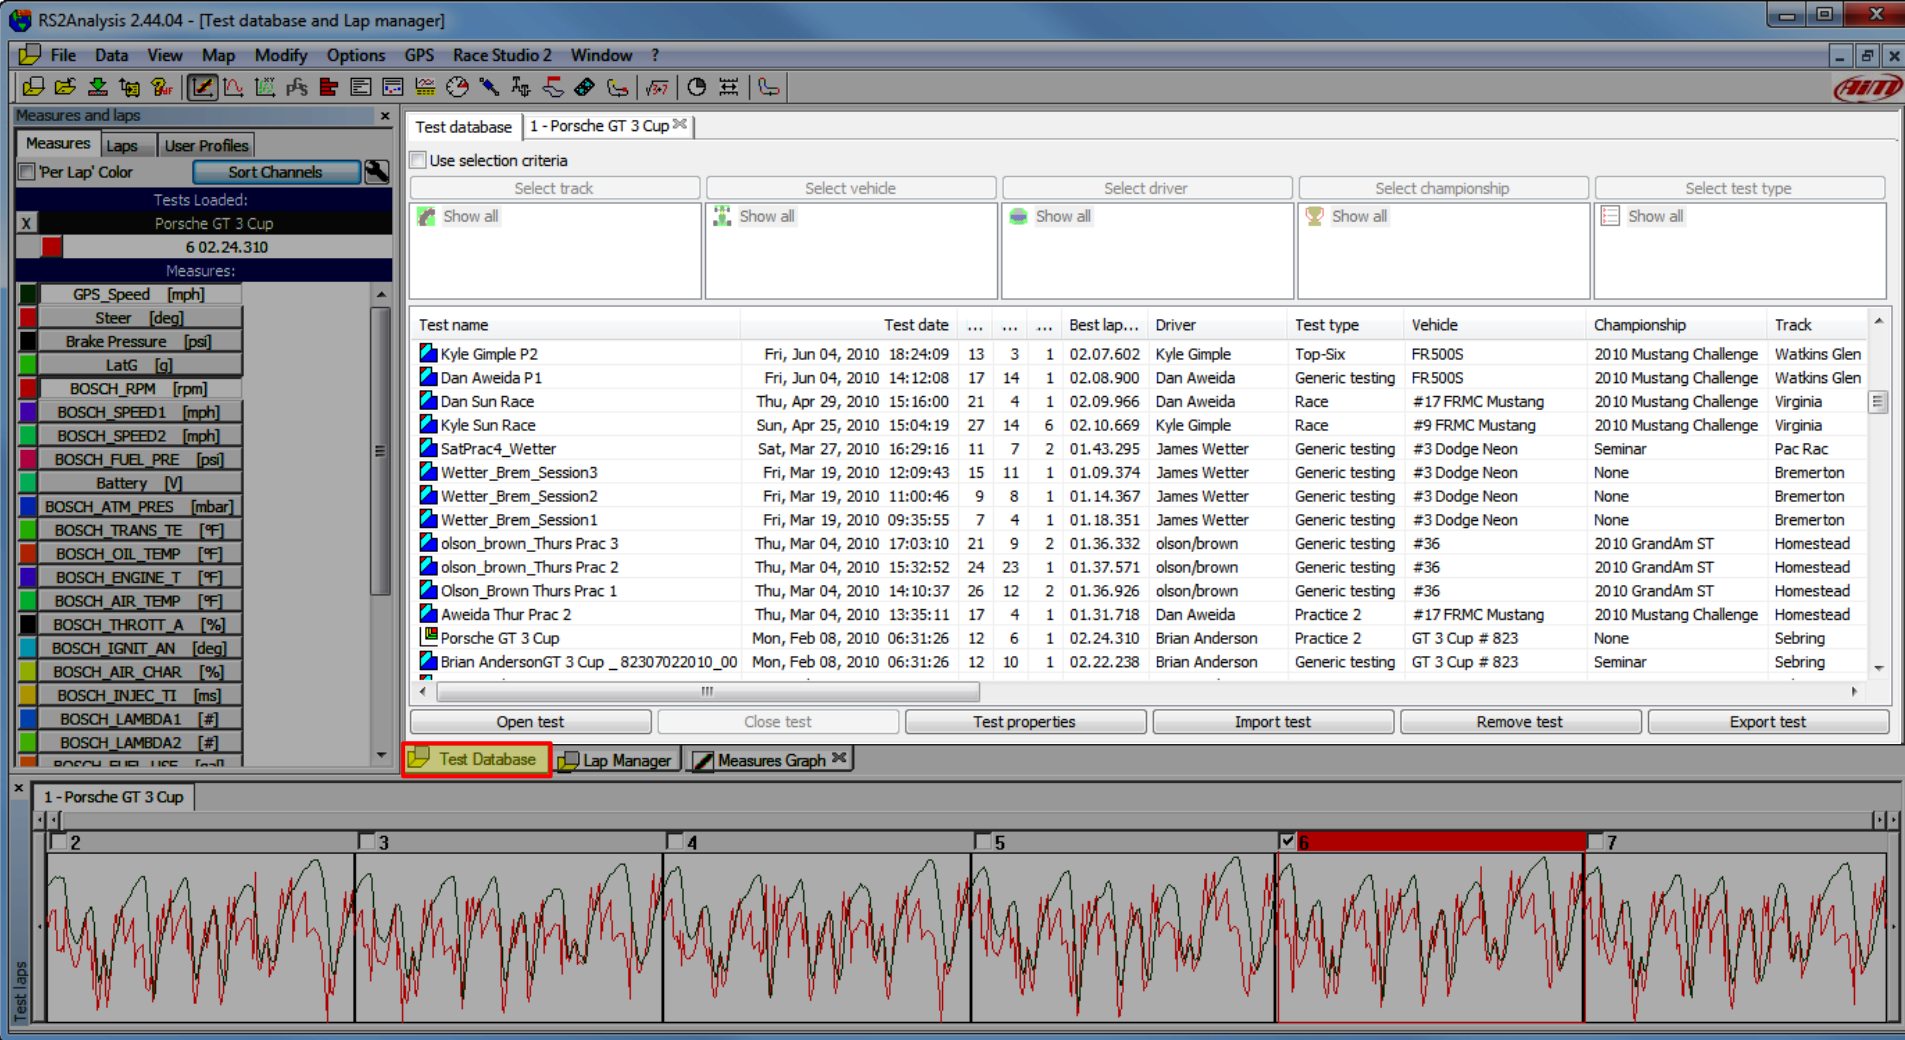 RS2Analysis 2.44.04 - [Test database and Lap manager]
File Data View Map Modify Options GPS Race Studio 2 Window ?
AiM
Measures and laps
Measures Laps User Profiles
'Per Lap' Color Sort Channels
Tests Loaded:
X Porsche GT 3 Cup
6 02.24.310
Measures:
GPS_Speed [mph]
Steer [deg]
Brake Pressure [psi]
LatG [g]
BOSCH_RPM [rpm]
BOSCH_SPEED1 [mph]
BOSCH_SPEED2 [mph]
BOSCH_FUEL_PRE [psi]
Battery [V]
BOSCH_ATM_PRES [mbar]
BOSCH_TRANS_TE [ºF]
BOSCH_OIL_TEMP [ºF]
BOSCH_ENGINE_T [ºF]
BOSCH_AIR_TEMP [ºF]
BOSCH_THROTT_A [%]
BOSCH_IGNIT_AN [deg]
BOSCH_AIR_CHAR [%]
BOSCH_INJEC_TI [ms]
BOSCH_LAMBDA1 [#]
BOSCH_LAMBDA2 [#]
BOSCH_FUEL_USE [gal]
Test database 1 - Porsche GT 3 Cup
Use selection criteria
Select track Select vehicle Select driver Select championship Select test type
Show all Show all Show all Show all Show all
Test name Test date ... ... ... Best lap... Driver Test type Vehicle Championship Track
Kyle Gimple P2 Fri, Jun 04, 2010 18:24:09 13 3 1 02.07.602 Kyle Gimple Top-Six FR500S 2010 Mustang Challenge Watkins Glen
Dan Aweida P1 Fri, Jun 04, 2010 14:12:08 17 14 1 02.08.900 Dan Aweida Generic testing FR500S 2010 Mustang Challenge Watkins Glen
Dan Sun Race Thu, Apr 29, 2010 15:16:00 21 4 1 02.09.966 Dan Aweida Race #17 FRMC Mustang 2010 Mustang Challenge Virginia
Kyle Sun Race Sun, Apr 25, 2010 15:04:19 27 14 6 02.10.669 Kyle Gimple Race #9 FRMC Mustang 2010 Mustang Challenge Virginia
SatPrac4_Wetter Sat, Mar 27, 2010 16:29:16 11 7 2 01.43.295 James Wetter Generic testing #3 Dodge Neon Seminar Pac Rac
Wetter_Brem_Session3 Fri, Mar 19, 2010 12:09:43 15 11 1 01.09.374 James Wetter Generic testing #3 Dodge Neon None Bremerton
Wetter_Brem_Session2 Fri, Mar 19, 2010 11:00:46 9 8 1 01.14.367 James Wetter Generic testing #3 Dodge Neon None Bremerton
Wetter_Brem_Session1 Fri, Mar 19, 2010 09:35:55 7 4 1 01.18.351 James Wetter Generic testing #3 Dodge Neon None Bremerton
olson_brown_Thurs Prac 3 Thu, Mar 04, 2010 17:03:10 21 9 2 01.36.332 olson/brown Generic testing #36 2010 GrandAm ST Homestead
olson_brown_Thurs Prac 2 Thu, Mar 04, 2010 15:32:52 24 23 1 01.37.571 olson/brown Generic testing #36 2010 GrandAm ST Homestead
Olson_Brown Thurs Prac 1 Thu, Mar 04, 2010 14:10:37 26 12 2 01.36.926 olson/brown Generic testing #36 2010 GrandAm ST Homestead
Aweida Thur Prac 2 Thu, Mar 04, 2010 13:35:11 17 4 1 01.31.718 Dan Aweida Practice 2 #17 FRMC Mustang 2010 Mustang Challenge Homestead
Porsche GT 3 Cup Mon, Feb 08, 2010 06:31:26 12 6 1 02.24.310 Brian Anderson Practice 2 GT 3 Cup # 823 None Sebring
Brian AndersonGT 3 Cup _ 82307022010_00 Mon, Feb 08, 2010 06:31:26 12 10 1 02.22.238 Brian Anderson Generic testing GT 3 Cup # 823 Seminar Sebring
Open test Close test Test properties Import test Remove test Export test
Test Database Lap Manager Measures Graph
1 - Porsche GT 3 Cup
2 3 4 5 6 7
Test laps